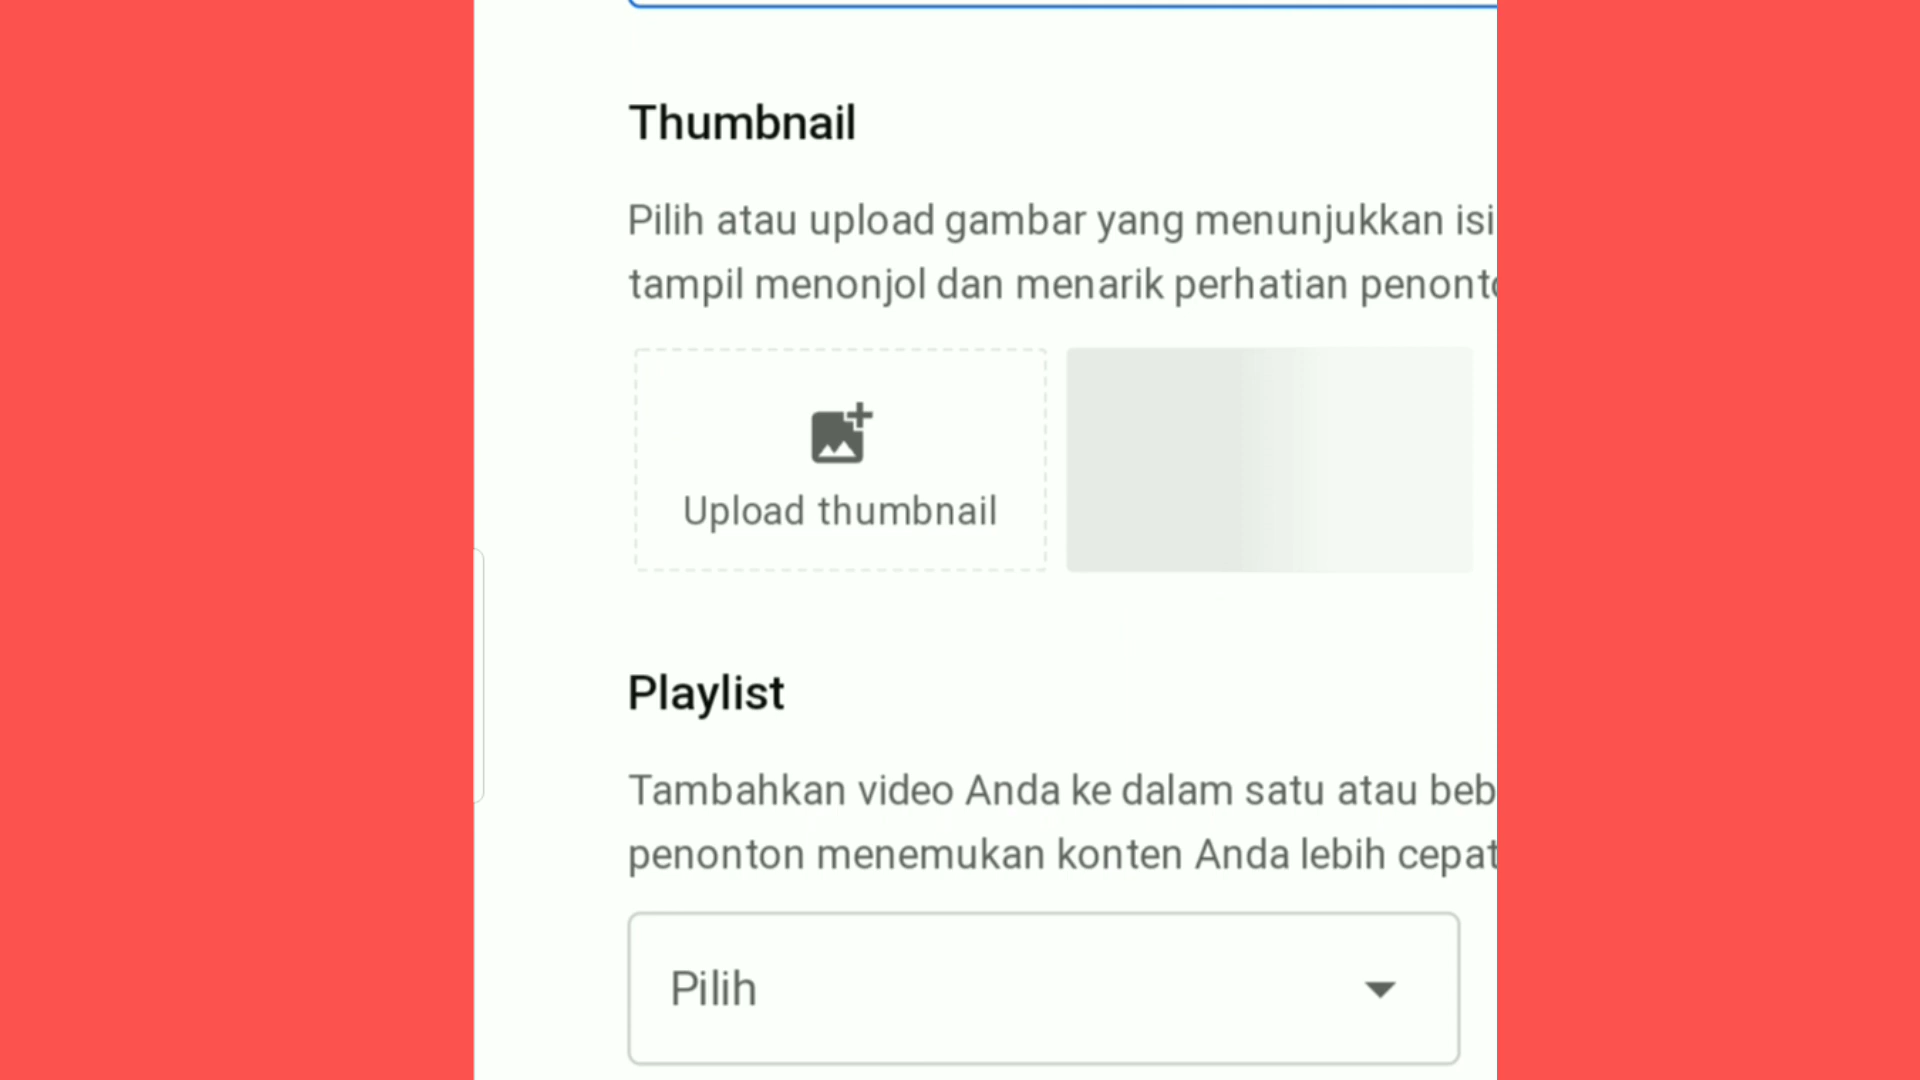 Thumbnail
Pilih atau upload gambar yang menunjukkan isi
tampil menonjol dan menarik perhatian penonto
Upload thumbnail
Playlist
Tambahkan video Anda ke dalam satu atau beb
penonton menemukan konten Anda lebih cepat
Pilih